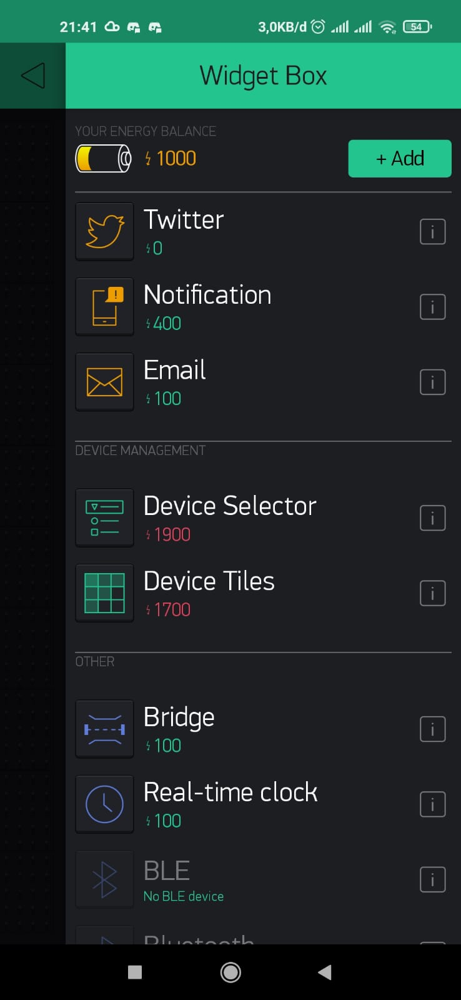 21:41
3,0KB/d
54
Widget Box
YOUR ENERGY BALANCE
1000
+ Add
Twitter
0
Notification
400
Email
100
DEVICE MANAGEMENT
Device Selector
1900
Device Tiles
1700
OTHER
Bridge
100
Real-time clock
100
BLE
No BLE device
Bluetooth